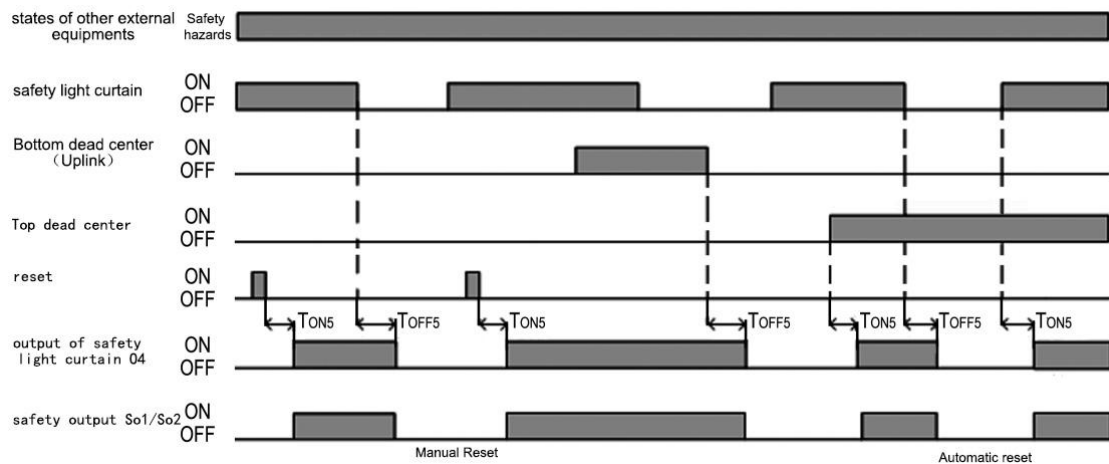 states of other external
equipments
Safety
hazards
safety light curtain
ON
OFF
Bottom dead center
（Uplink）
ON
OFF
Top dead center
ON
OFF
reset
ON
OFF
TON5 TOFF5 TON5 TOFF5 TON5 TOFF5 TON5
output of safety
light curtain O4
ON
OFF
safety output So1/So2
ON
OFF
Manual Reset
Automatic reset